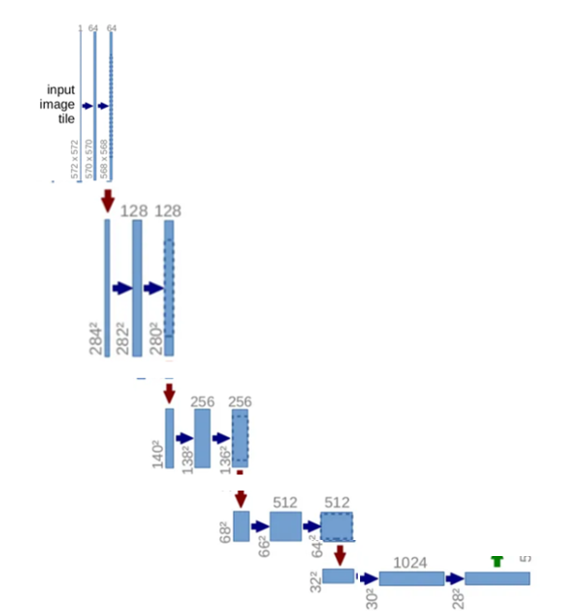 1 64 64
input
image
tile
572 x 572
570 x 570
568 x 568
128 128
284²
282²
280²
256 256
140²
138²
136²
512 512
68²
66²
64²
1024
32²
30²
28²